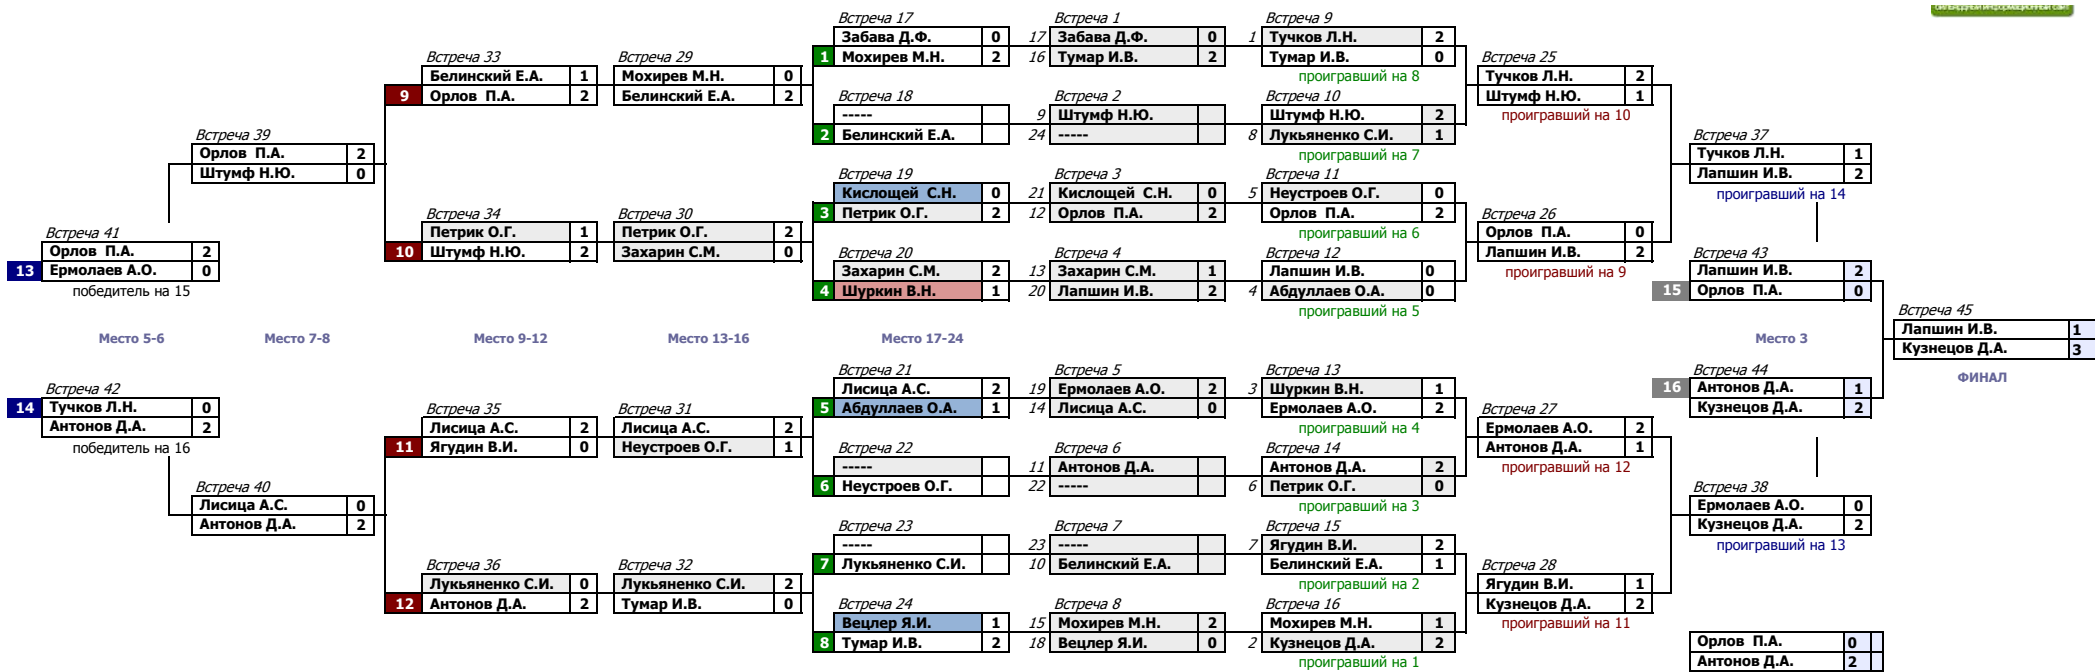 бильярдный информационный сайт
Встреча 17
Забава Д.Ф. 0
1 Мохирев М.Н. 2
Встреча 18
-----
2 Белинский Е.А.
Встреча 19
Кислощей С.Н. 0
3 Петрик О.Г. 2
Встреча 20
Захарин С.М. 2
4 Шуркин В.Н. 1
Встреча 1
17 Забава Д.Ф. 0
16 Тумар И.В. 2
Встреча 2
9 Штумф Н.Ю.
24 -----
Встреча 3
21 Кислощей С.Н. 0
12 Орлов П.А. 2
Встреча 4
13 Захарин С.М. 1
20 Лапшин И.В. 2
Встреча 9
1 Тучков Л.Н. 2
Тумар И.В. 0
проигравший на 8
Встреча 10
Штумф Н.Ю. 2
8 Лукьяненко С.И. 1
проигравший на 7
Встреча 11
5 Неустроев О.Г. 0
Орлов П.А. 2
проигравший на 6
Встреча 12
Лапшин И.В. 0
4 Абдуллаев О.А. 0
проигравший на 5
Встреча 33
Белинский Е.А. 1
9 Орлов П.А. 2
Встреча 29
Мохирев М.Н. 0
Белинский Е.А. 2
Встреча 34
Петрик О.Г. 1
10 Штумф Н.Ю. 2
Встреча 30
Петрик О.Г. 2
Захарин С.М. 0
Встреча 39
Орлов П.А. 2
Штумф Н.Ю. 0
Встреча 41
Орлов П.А. 2
13 Ермолаев А.О. 0
победитель на 15
Встреча 25
Тучков Л.Н. 2
Штумф Н.Ю. 1
проигравший на 10
Встреча 26
Орлов П.А. 0
Лапшин И.В. 2
проигравший на 9
Встреча 37
Тучков Л.Н. 1
Лапшин И.В. 2
проигравший на 14
Встреча 43
Лапшин И.В. 2
15 Орлов П.А. 0
Встреча 45
Лапшин И.В. 1
Кузнецов Д.А. 3
ФИНАЛ
Место 5-6
Место 7-8
Место 9-12
Место 13-16
Место 17-24
Место 3
Встреча 42
14 Тучков Л.Н. 0
Антонов Д.А. 2
победитель на 16
Встреча 40
Лисица А.С. 0
Антонов Д.А. 2
Встреча 35
Лисица А.С. 2
11 Ягудин В.И. 0
Встреча 31
Лисица А.С. 2
Неустроев О.Г. 1
Встреча 36
Лукьяненко С.И. 0
12 Антонов Д.А. 2
Встреча 32
Лукьяненко С.И. 2
Тумар И.В. 0
Встреча 21
Лисица А.С. 2
5 Абдуллаев О.А. 1
Встреча 22
-----
6 Неустроев О.Г.
Встреча 23
-----
7 Лукьяненко С.И.
Встреча 24
Вецлер Я.И. 1
8 Тумар И.В. 2
Встреча 5
19 Ермолаев А.О. 2
14 Лисица А.С. 0
Встреча 6
11 Антонов Д.А.
22 -----
Встреча 7
23 -----
10 Белинский Е.А.
Встреча 8
15 Мохирев М.Н. 2
18 Вецлер Я.И. 0
Встреча 13
3 Шуркин В.Н. 1
Ермолаев А.О. 2
проигравший на 4
Встреча 14
Антонов Д.А. 2
6 Петрик О.Г. 0
проигравший на 3
Встреча 15
7 Ягудин В.И. 2
Белинский Е.А. 1
проигравший на 2
Встреча 16
Мохирев М.Н. 1
2 Кузнецов Д.А. 2
проигравший на 1
Встреча 27
Ермолаев А.О. 2
Антонов Д.А. 1
проигравший на 12
Встреча 28
Ягудин В.И. 1
Кузнецов Д.А. 2
проигравший на 11
Встреча 44
16 Антонов Д.А. 1
Кузнецов Д.А. 2
Встреча 38
Ермолаев А.О. 0
Кузнецов Д.А. 2
проигравший на 13
Орлов П.А. 0
Антонов Д.А. 2